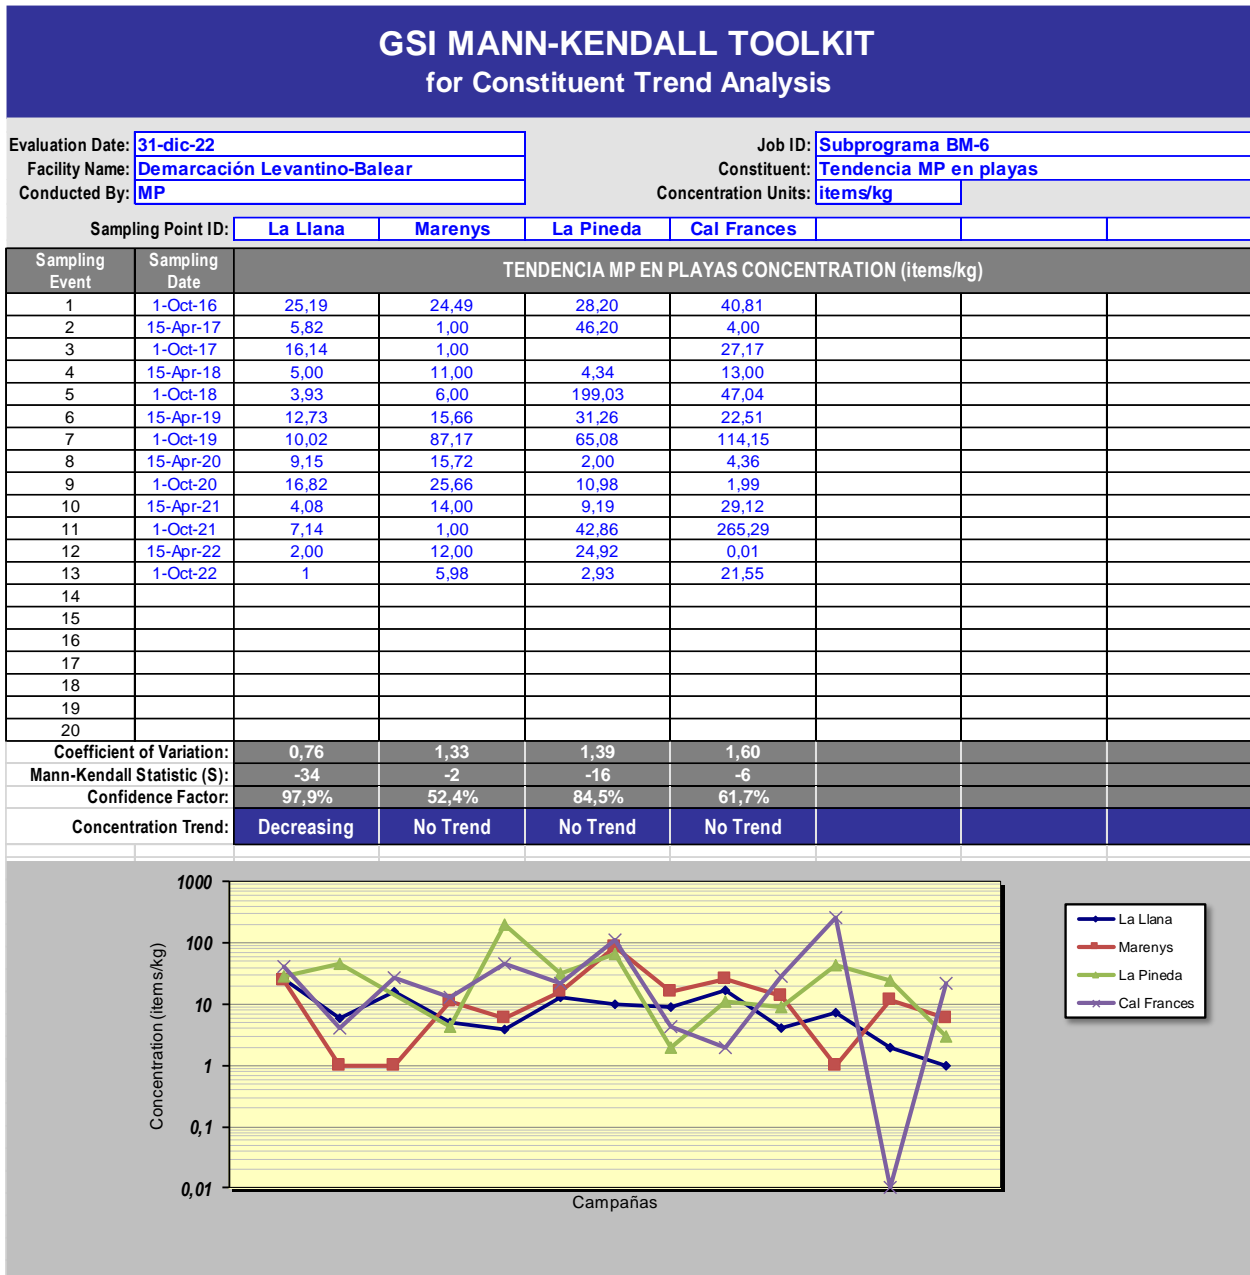 GSI MANN-KENDALL TOOLKIT
for Constituent Trend Analysis
Evaluation Date: 31-dic-22 Job ID: Subprograma BM-6
Facility Name: Demarcación Levantino-Balear Constituent: Tendencia MP en playas
Conducted By: MP Concentration Units: items/kg
Sampling Point ID: La Llana Marenys La Pineda Cal Frances
Sampling Event Sampling Date TENDENCIA MP EN PLAYAS CONCENTRATION (items/kg)
1 1-Oct-16 25,19 24,49 28,20 40,81
2 15-Apr-17 5,82 1,00 46,20 4,00
3 1-Oct-17 16,14 1,00 27,17
4 15-Apr-18 5,00 11,00 4,34 13,00
5 1-Oct-18 3,93 6,00 199,03 47,04
6 15-Apr-19 12,73 15,66 31,26 22,51
7 1-Oct-19 10,02 87,17 65,08 114,15
8 15-Apr-20 9,15 15,72 2,00 4,36
9 1-Oct-20 16,82 25,66 10,98 1,99
10 15-Apr-21 4,08 14,00 9,19 29,12
11 1-Oct-21 7,14 1,00 42,86 265,29
12 15-Apr-22 2,00 12,00 24,92 0,01
13 1-Oct-22 1 5,98 2,93 21,55
14
15
16
17
18
19
20
Coefficient of Variation: 0,76 1,33 1,39 1,60
Mann-Kendall Statistic (S): -34 -2 -16 -6
Confidence Factor: 97,9% 52,4% 84,5% 61,7%
Concentration Trend: Decreasing No Trend No Trend No Trend
1000
100
10
1
0,1
0,01
Concentration (items/kg)
Campañas
La Llana
Marenys
La Pineda
Cal Frances